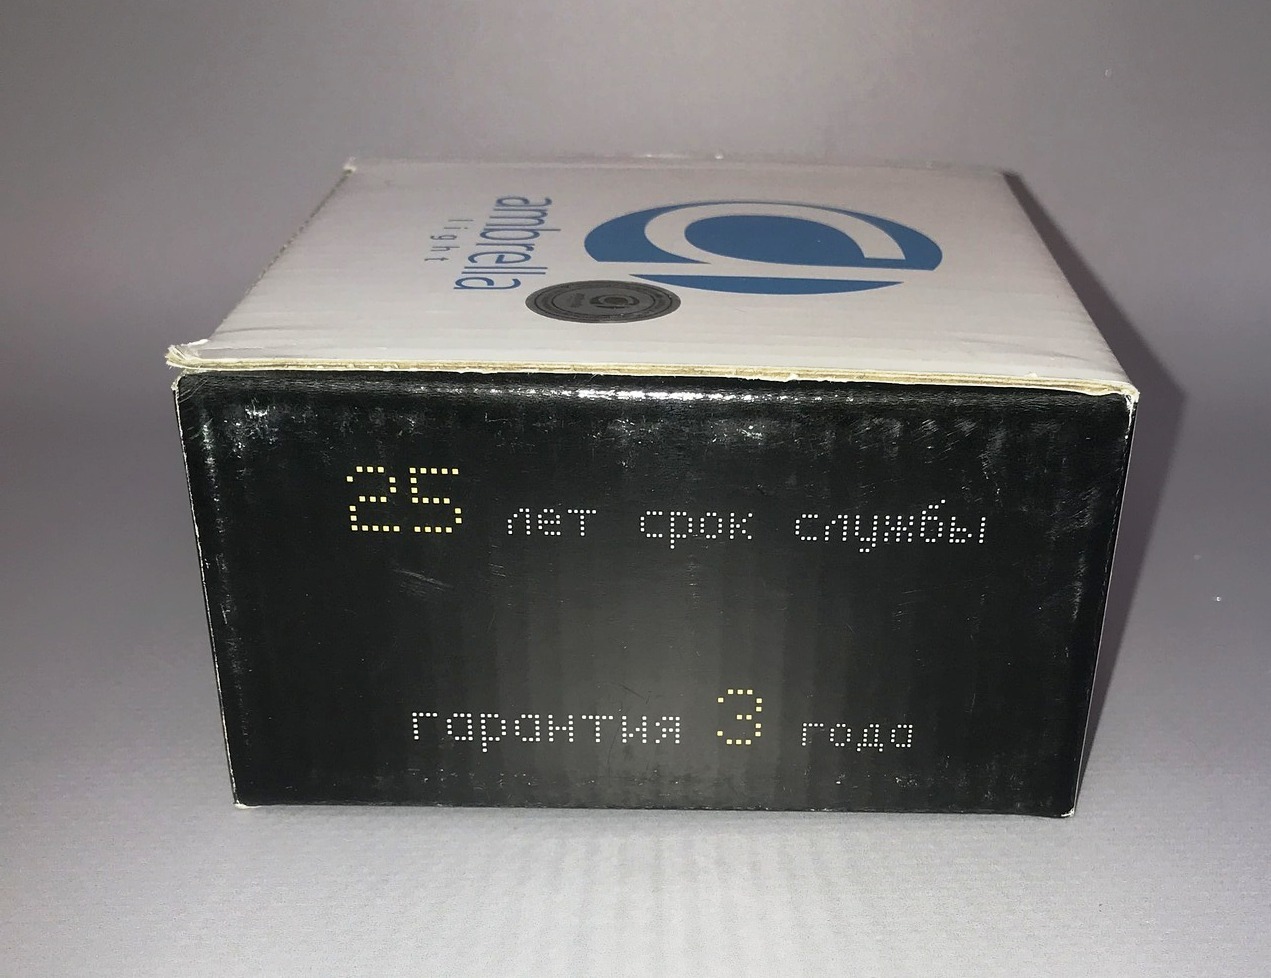 ambrella
light
25 лет срок службы
гарантия 3 года